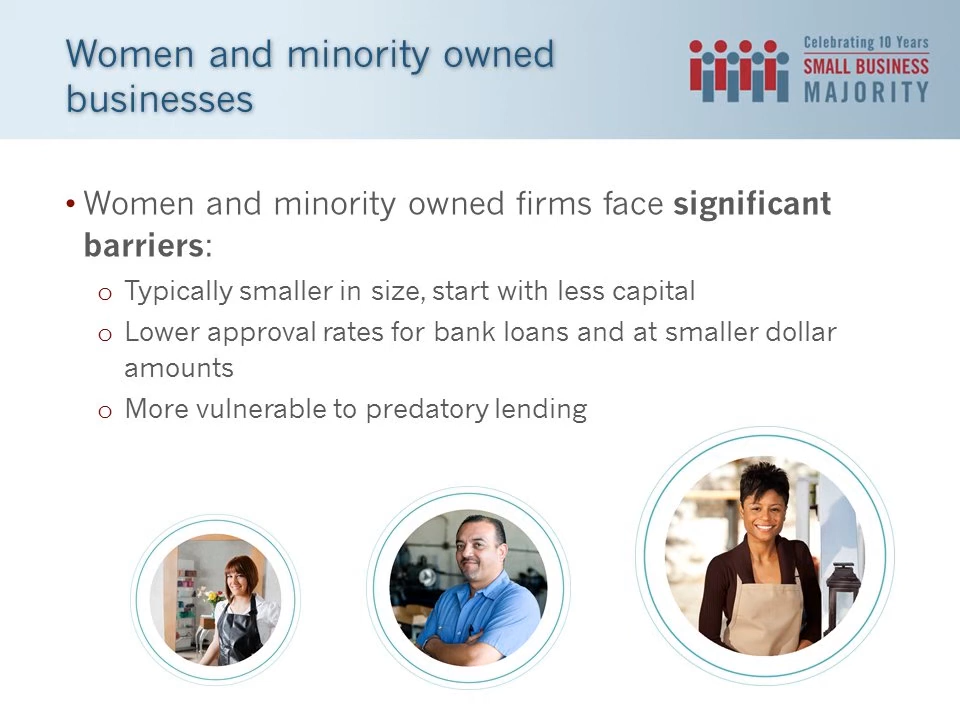 Women and minority owned
businesses
Celebrating 10 Years
SMALL BUSINESS
MAJORITY
• Women and minority owned firms face significant
barriers:
o Typically smaller in size, start with less capital
o Lower approval rates for bank loans and at smaller dollar
amounts
o More vulnerable to predatory lending